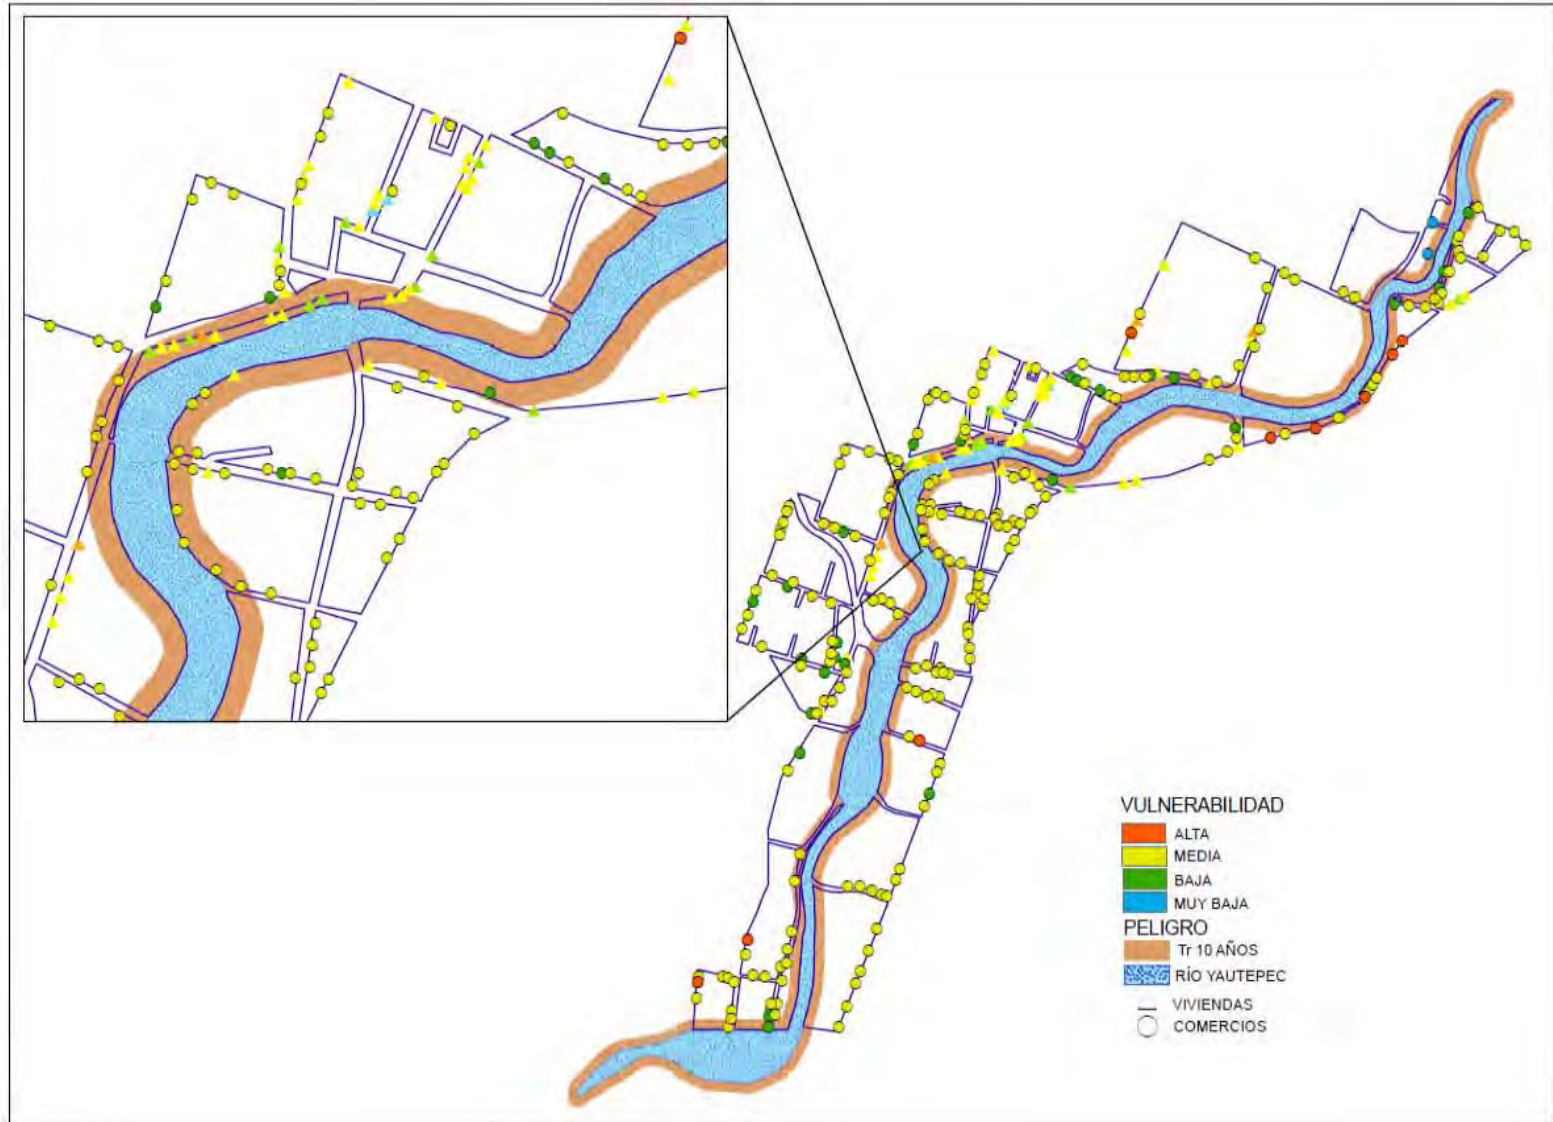 VULNERABILIDAD
ALTA
MEDIA
BAJA
MUY BAJA
PELIGRO
Tr 10 AÑOS
RÍO YAUTEPEC
VIVIENDAS
COMERCIOS